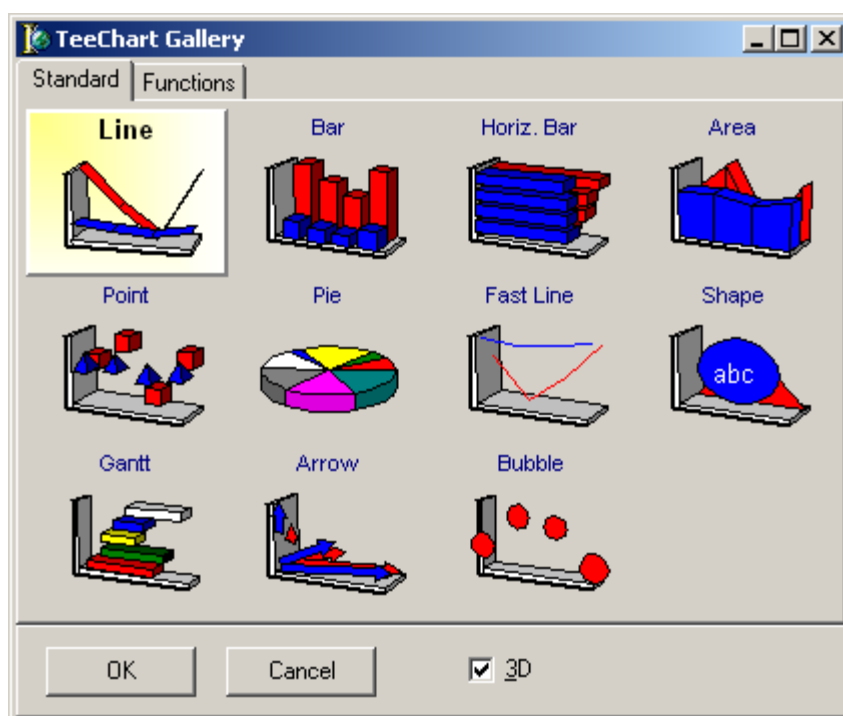 TeeChart Gallery
Standard Functions
Line Bar Horiz. Bar Area
Point Pie Fast Line Shape
abc
Gantt Arrow Bubble
OK Cancel 3D